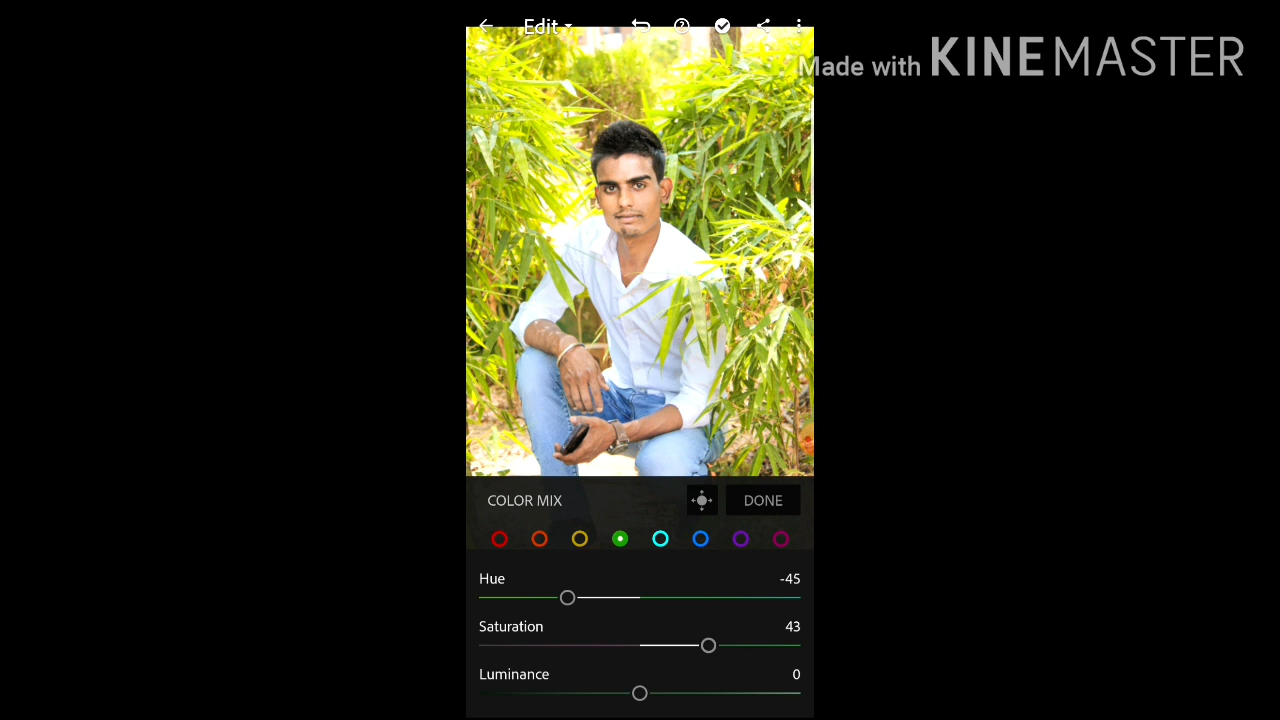 Edit
Made with KINEMASTER
COLOR MIX
DONE
Hue -45
Saturation 43
Luminance 0